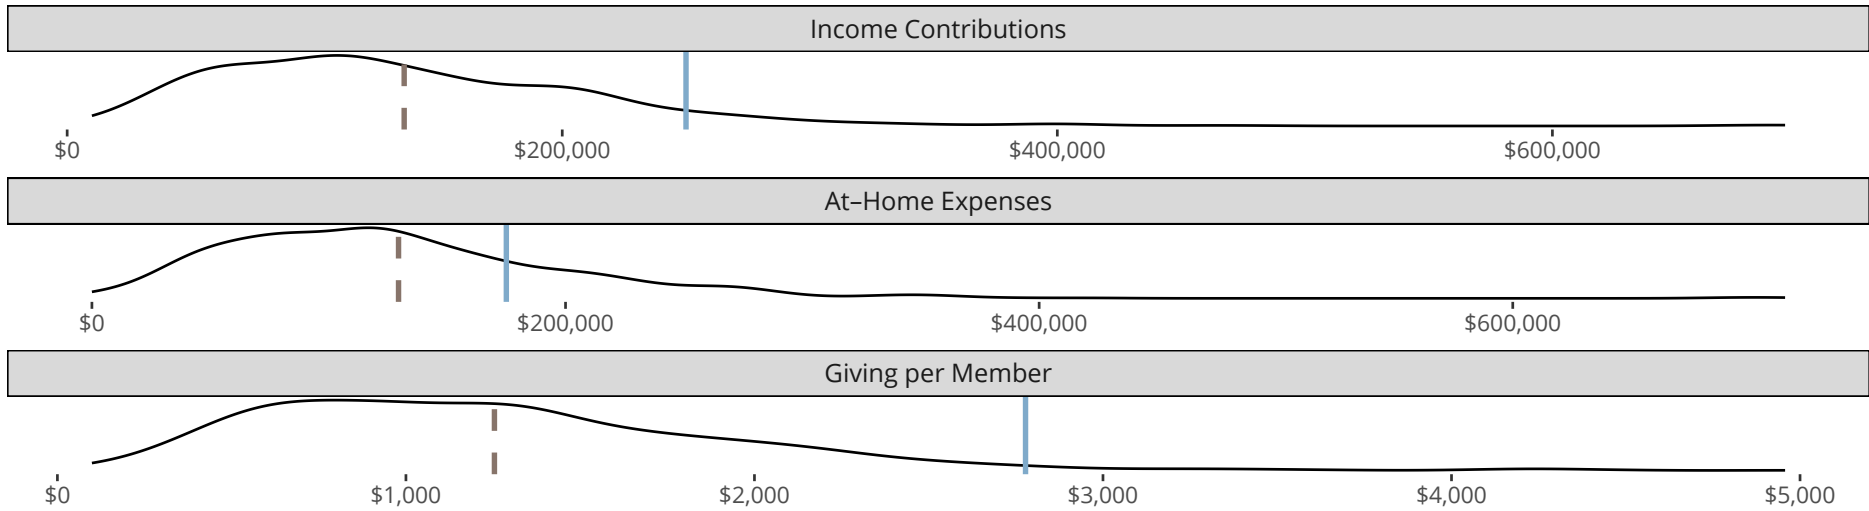 Income Contributions
$0 $200,000 $400,000 $600,000
At–Home Expenses
$0 $200,000 $400,000 $600,000
Giving per Member
$0 $1,000 $2,000 $3,000 $4,000 $5,000